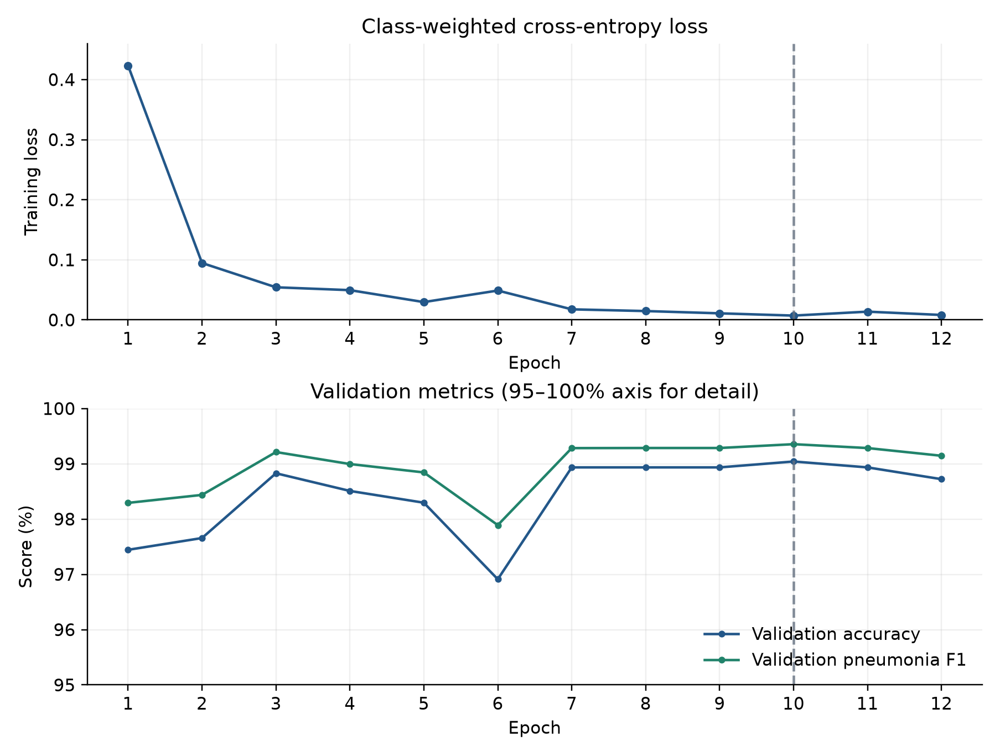 Class-weighted cross-entropy loss
0.4
0.3
0.2
0.1
0.0
Training loss
1 2 3 4 5 6 7 8 9 10 11 12
Epoch
Validation metrics (95–100% axis for detail)
100
99
98
97
96
95
Score (%)
Validation accuracy
Validation pneumonia F1
1 2 3 4 5 6 7 8 9 10 11 12
Epoch